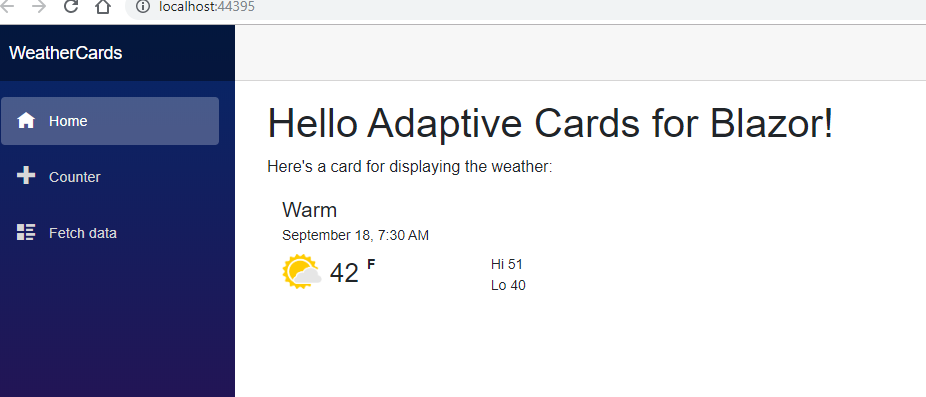 localhost:44395
WeatherCards
Home
Counter
Fetch data
Hello Adaptive Cards for Blazor!
Here's a card for displaying the weather:
Warm
September 18, 7:30 AM
42 F
Hi 51
Lo 40